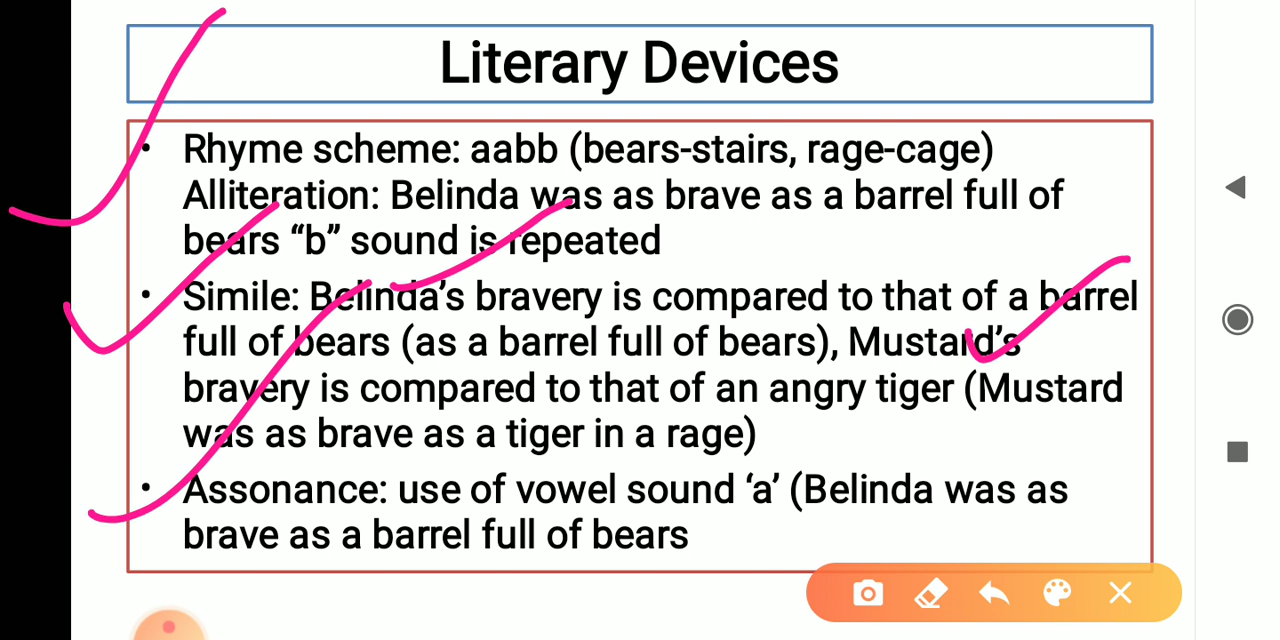 Literary Devices
• Rhyme scheme: aabb (bears-stairs, rage-cage)
Alliteration: Belinda was as brave as a barrel full of
bears “b” sound is repeated
• Simile: Belinda’s bravery is compared to that of a barrel
full of bears (as a barrel full of bears), Mustard’s
bravery is compared to that of an angry tiger (Mustard
was as brave as a tiger in a rage)
• Assonance: use of vowel sound ‘a’ (Belinda was as
brave as a barrel full of bears